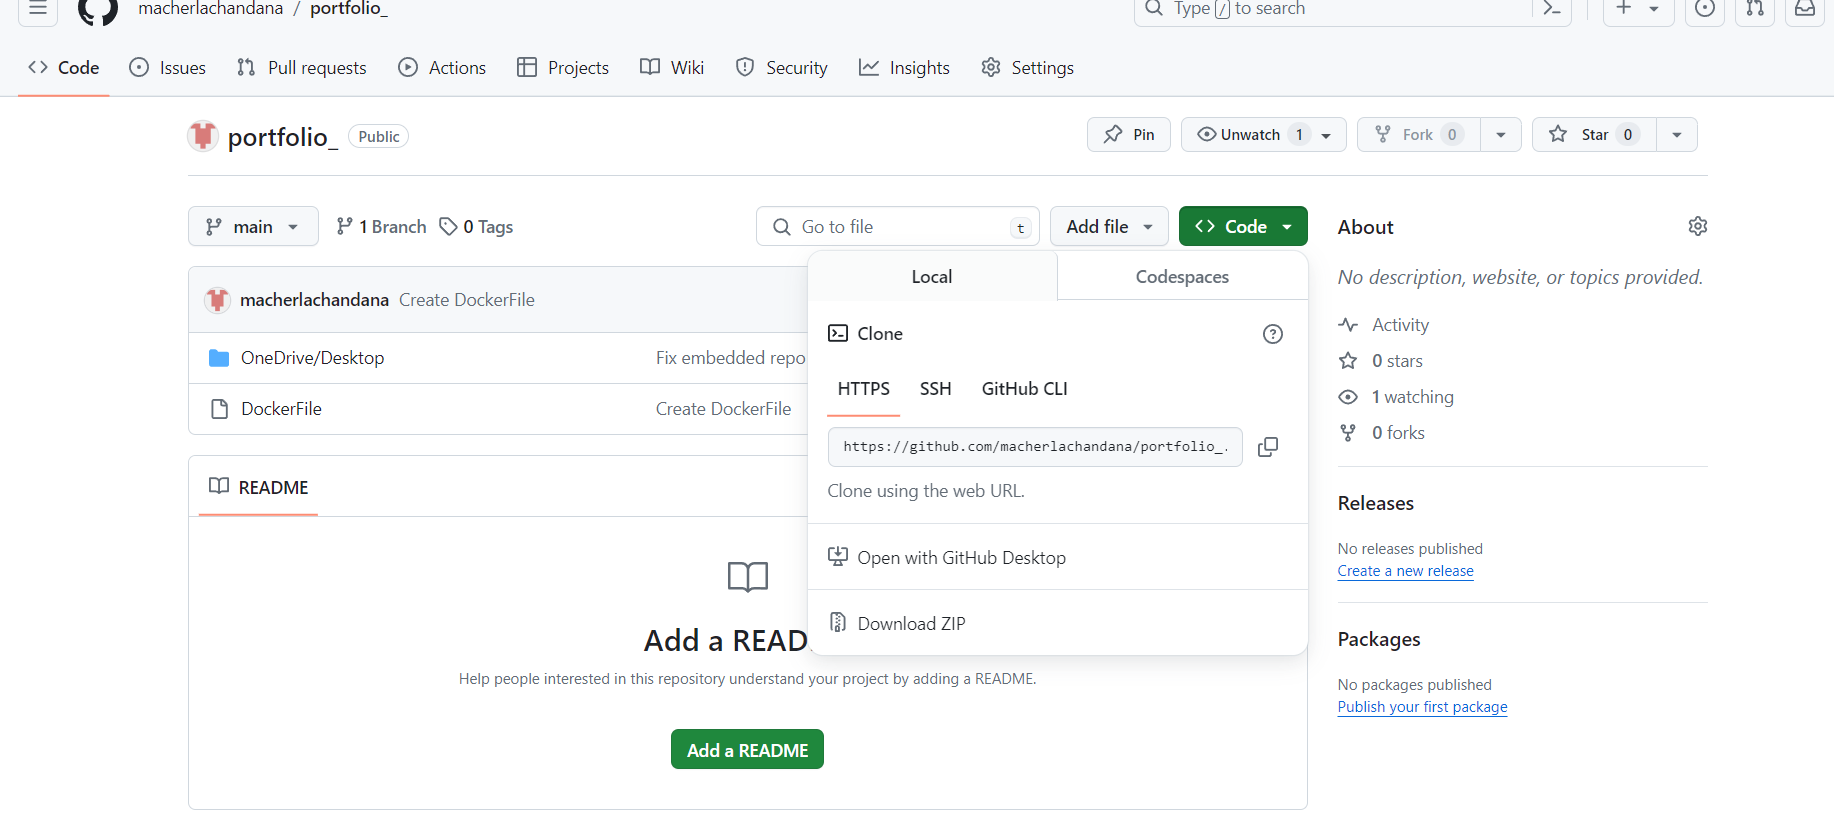 macherlachandana / portfolio_
Type / to search
Code Issues Pull requests Actions Projects Wiki Security Insights Settings
portfolio_ Public
Pin Unwatch 1 Fork 0 Star 0
main 1 Branch 0 Tags Go to file t Add file Code
About
No description, website, or topics provided.
Activity
0 stars
1 watching
0 forks
Releases
No releases published
Create a new release
Packages
No packages published
Publish your first package
macherlachandana Create DockerFile
OneDrive/Desktop Fix embedded repo
DockerFile Create DockerFile
Local Codespaces
Clone
HTTPS SSH GitHub CLI
https://github.com/macherlachandana/portfolio_.
Clone using the web URL.
Open with GitHub Desktop
Download ZIP
README
Add a READ
Help people interested in this repository understand your project by adding a README.
Add a README